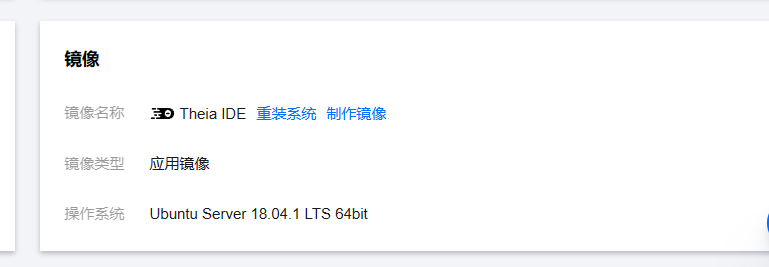 镜像
镜像名称 Theia IDE 重装系统 制作镜像
镜像类型 应用镜像
操作系统 Ubuntu Server 18.04.1 LTS 64bit